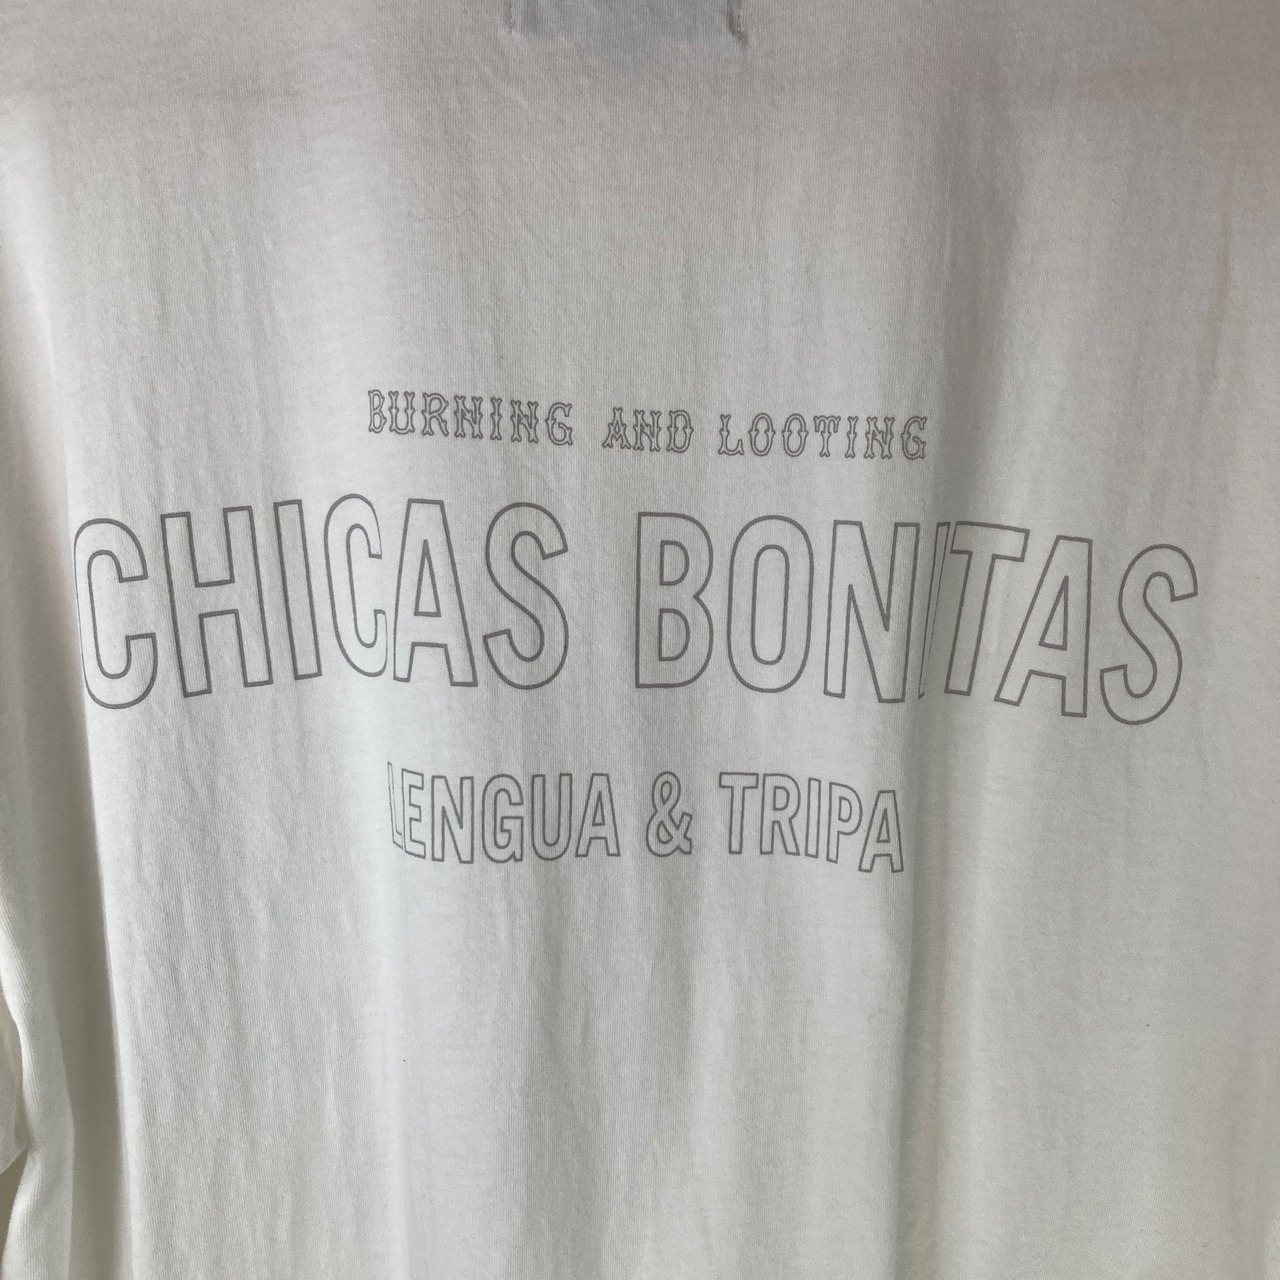 BURNING AND LOOTING
CHICAS BONITAS
LENGUA & TRIPA